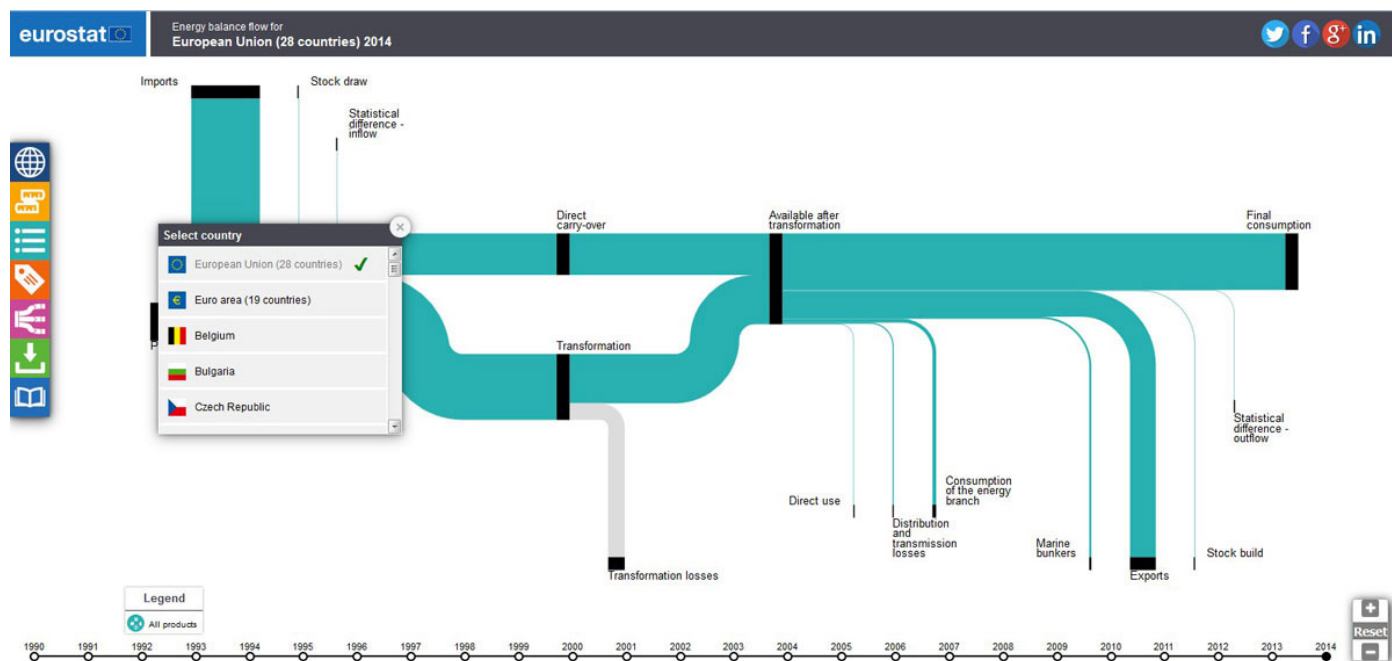 eurostat
Energy balance flow for
European Union (28 countries) 2014
Imports
Stock draw
Statistical
difference -
inflow
Select country
European Union (28 countries)
Euro area (19 countries)
Belgium
Bulgaria
Czech Republic
P
Direct
carry-over
Available after
transformation
Final
consumption
Transformation
Statistical
difference -
outflow
Direct use
Consumption
of the energy
branch
Distribution
and
transmission
losses
Marine
bunkers
Stock build
Transformation losses
Exports
Legend
All products
Reset
1990 1991 1992 1993 1994 1995 1996 1997 1998 1999 2000 2001 2002 2003 2004 2005 2006 2007 2008 2009 2010 2011 2012 2013 2014